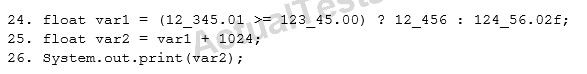 24. float var1 = (12_345.01 >= 123_45.00) ? 12_456 : 124_56.02f;
25. float var2 = var1 + 1024;
26. System.out.print(var2);
ActualTests